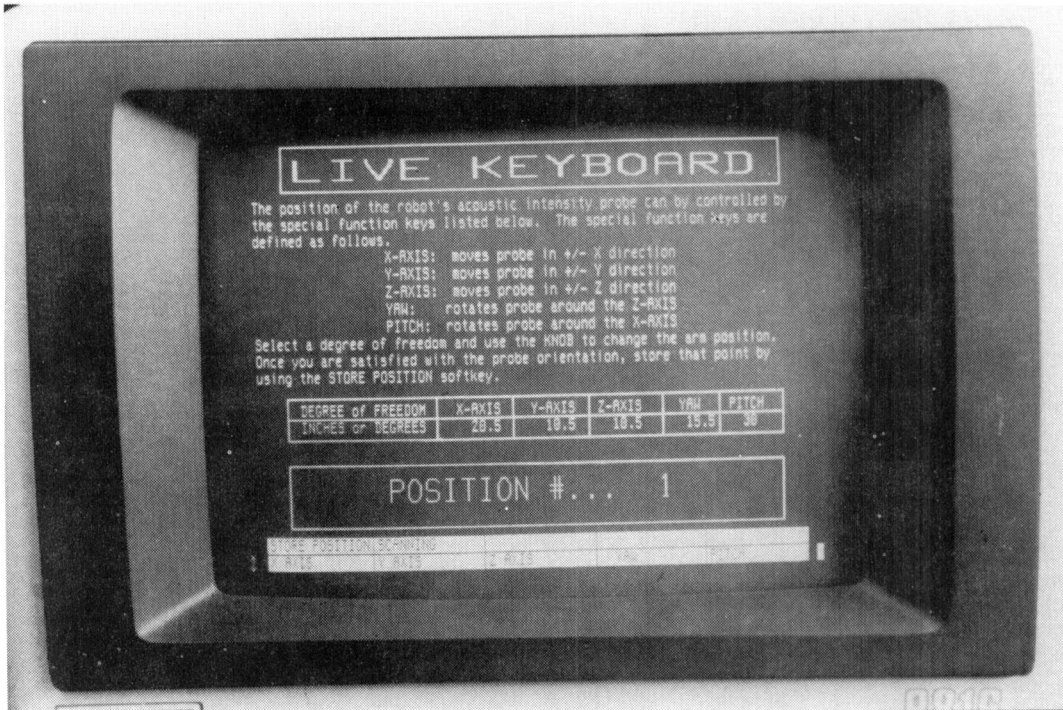 LIVE KEYBOARD
The position of the robot's acoustic intensity probe can by controlled by
the special function keys listed below. The special function keys are
defined as follows.
X-AXIS: moves probe in +/- X direction
Y-AXIS: moves probe in +/- Y direction
Z-AXIS: moves probe in +/- Z direction
YAW: rotates probe around the Z-AXIS
PITCH: rotates probe around the X-AXIS
Select a degree of freedom and use the KNOB to change the arm position.
Once you are satisfied with the probe orientation, store that point by
using the STORE POSITION softkey.
DEGREE of FREEDOM X-AXIS Y-AXIS Z-AXIS YAW PITCH
INCHES or DEGREES 20.5 10.5 10.5 15.5 30
POSITION #... 1
STORE POSITION SCANNING
X-AXIS Y-AXIS Z-AXIS YAW PITCH